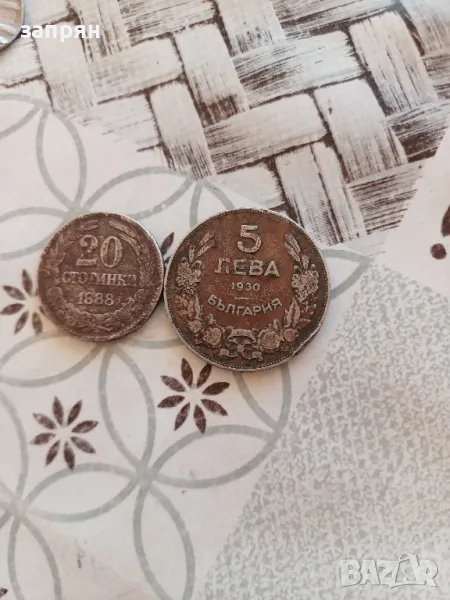 запрян
20
СТОТИНКИ
1888
5
ЛЕВА
1930
БЪЛГАРИЯ
BAZAR